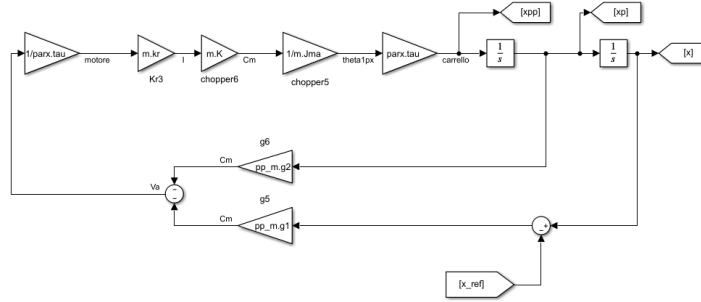 [xpp]
[xp]
1/parx.tau
motore
m.kr
Kr3
I
m.K
chopper6
Cm
1/m.Jma
chopper5
theta1px
parx.tau
carrello
1
s
1
s
[x]
g6
Cm
pp_m.g2
Va
-
-
g5
Cm
pp_m.g1
- +
[x_ref]